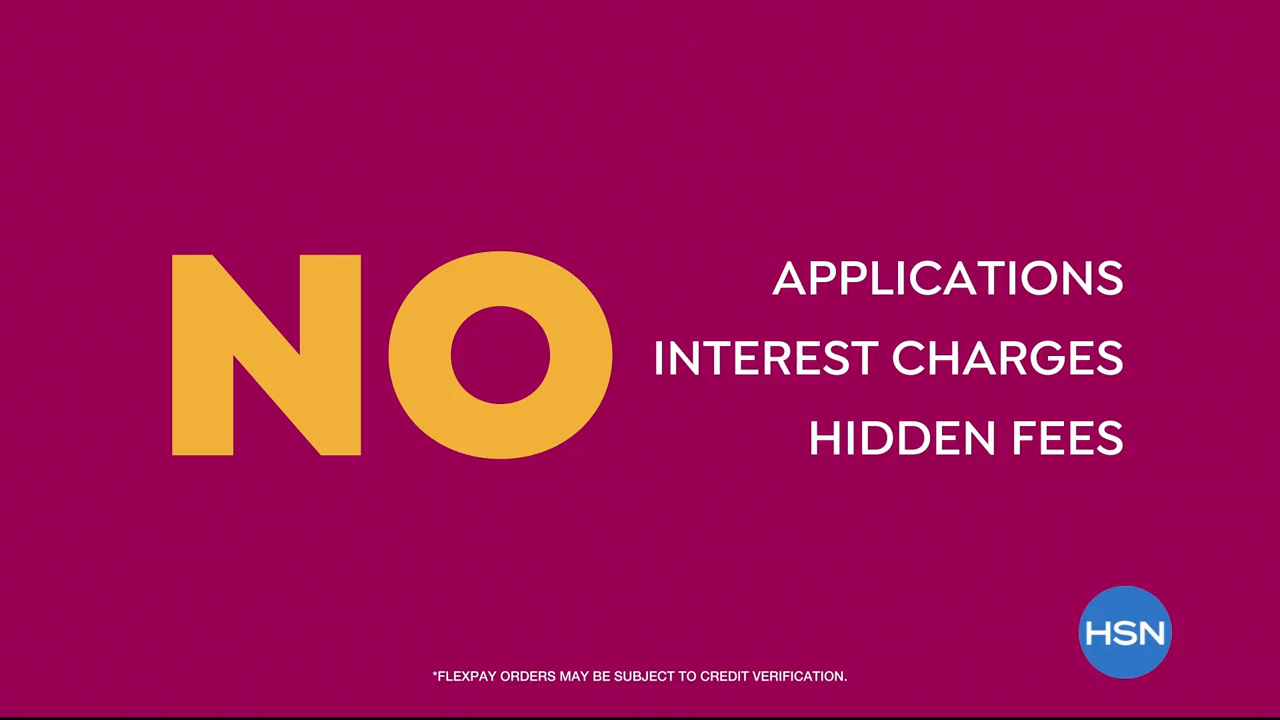 NO
APPLICATIONS
INTEREST CHARGES
HIDDEN FEES
HSN
*FLEXPAY ORDERS MAY BE SUBJECT TO CREDIT VERIFICATION.